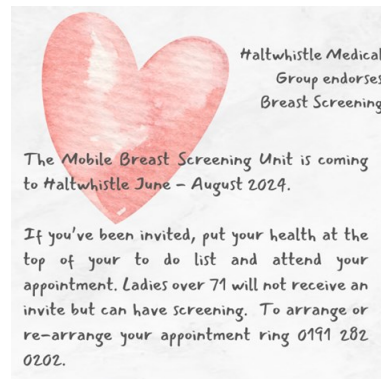 Haltwhistle Medical
Group endorses
Breast Screening
The Mobile Breast Screening Unit is coming
to Haltwhistle June - August 2024.
If you've been invited, put your health at the
top of your to do list and attend your
appointment. Ladies over 71 will not receive an
invite but can have screening. To arrange or
re-arrange your appointment ring 0191 282
0202.